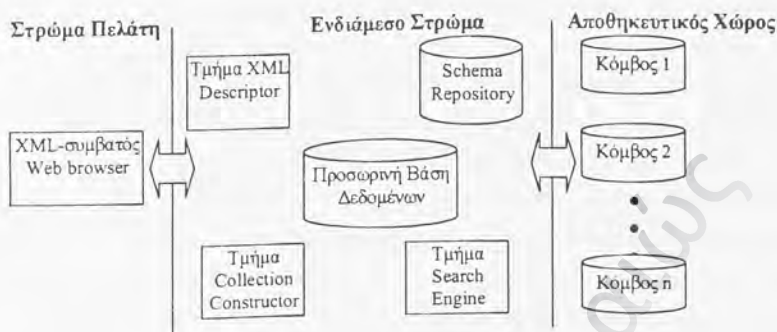 Στρώμα Πελάτη
Ενδιάμεσο Στρώμα
Αποθηκευτικός Χώρος
Τμήμα XML
Descriptor
Schema
Repository
Κόμβος 1
XML-συμβατός
Web browser
Προσωρινή Βάση
Δεδομένων
Κόμβος 2
Τμήμα
Collection
Constructor
Τμήμα
Search
Engine
Κόμβος n